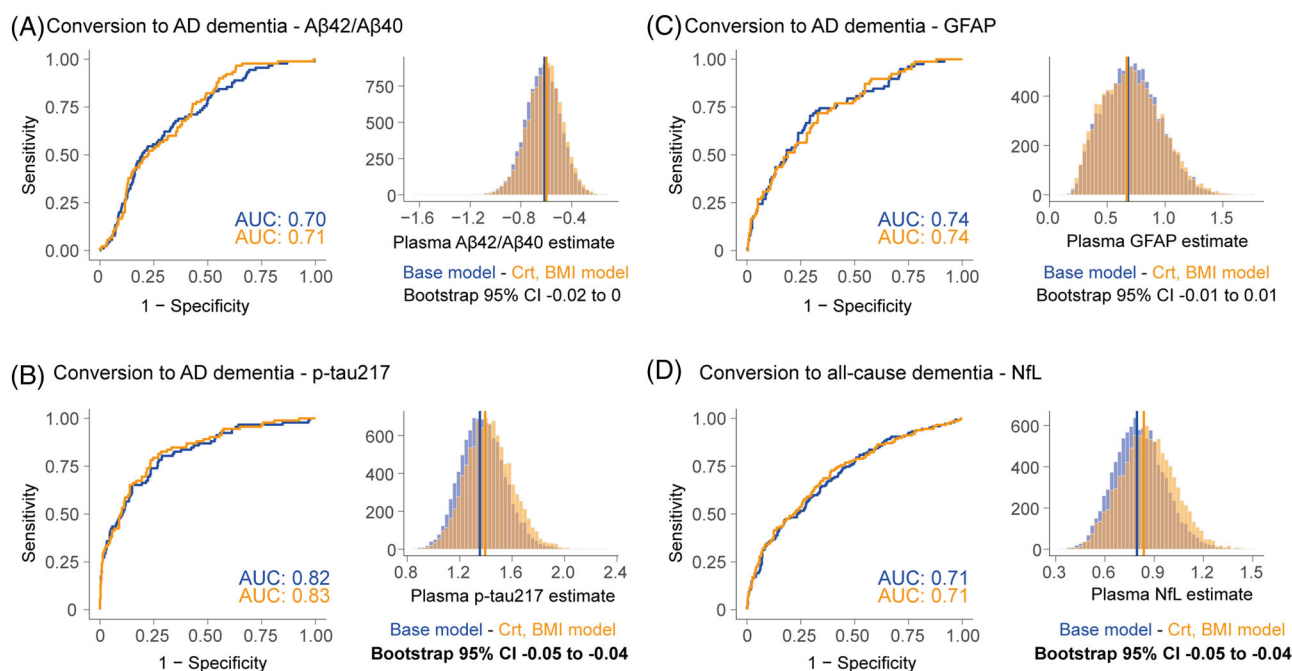 (A) Conversion to AD dementia - Aβ42/Aβ40
1.00
0.75
0.50
0.25
0.00
Sensitivity
AUC: 0.70
AUC: 0.71
0 0.25 0.50 0.75 1.00
1 − Specificity
7500
5000
250
0
−1.6 −1.2 −0.8 −0.4
Plasma Aβ42/Aβ40 estimate
Base model - Crt, BMI model
Bootstrap 95% CI -0.02 to 0
(C) Conversion to AD dementia - GFAP
1.00
0.75
0.50
0.25
0
Sensitivity
AUC: 0.74
AUC: 0.74
0 0.25 0.50 0.75 1.00
1 − Specificity
400
200
0
0.0 0.5 1.0 1.5
Plasma GFAP estimate
Base model - Crt, BMI model
Bootstrap 95% CI -0.01 to 0.01
(B) Conversion to AD dementia - p-tau217
1.00
0.75
0.50
0.25
0
Sensitivity
AUC: 0.82
AUC: 0.83
0 0.25 0.50 0.75 1.00
1 − Specificity
600
400
200
0
0.8 1.2 1.6 2.0 2.4
Plasma p-tau217 estimate
Base model - Crt, BMI model
Bootstrap 95% CI -0.05 to -0.04
(D) Conversion to all-cause dementia - NfL
1.00
0.75
0.50
0.25
0
Sensitivity
AUC: 0.71
AUC: 0.71
0 0.25 0.50 0.75 1.00
1 − Specificity
600
400
200
0
0.3 0.6 0.9 1.2 1.5
Plasma NfL estimate
Base model - Crt, BMI model
Bootstrap 95% CI -0.05 to -0.04